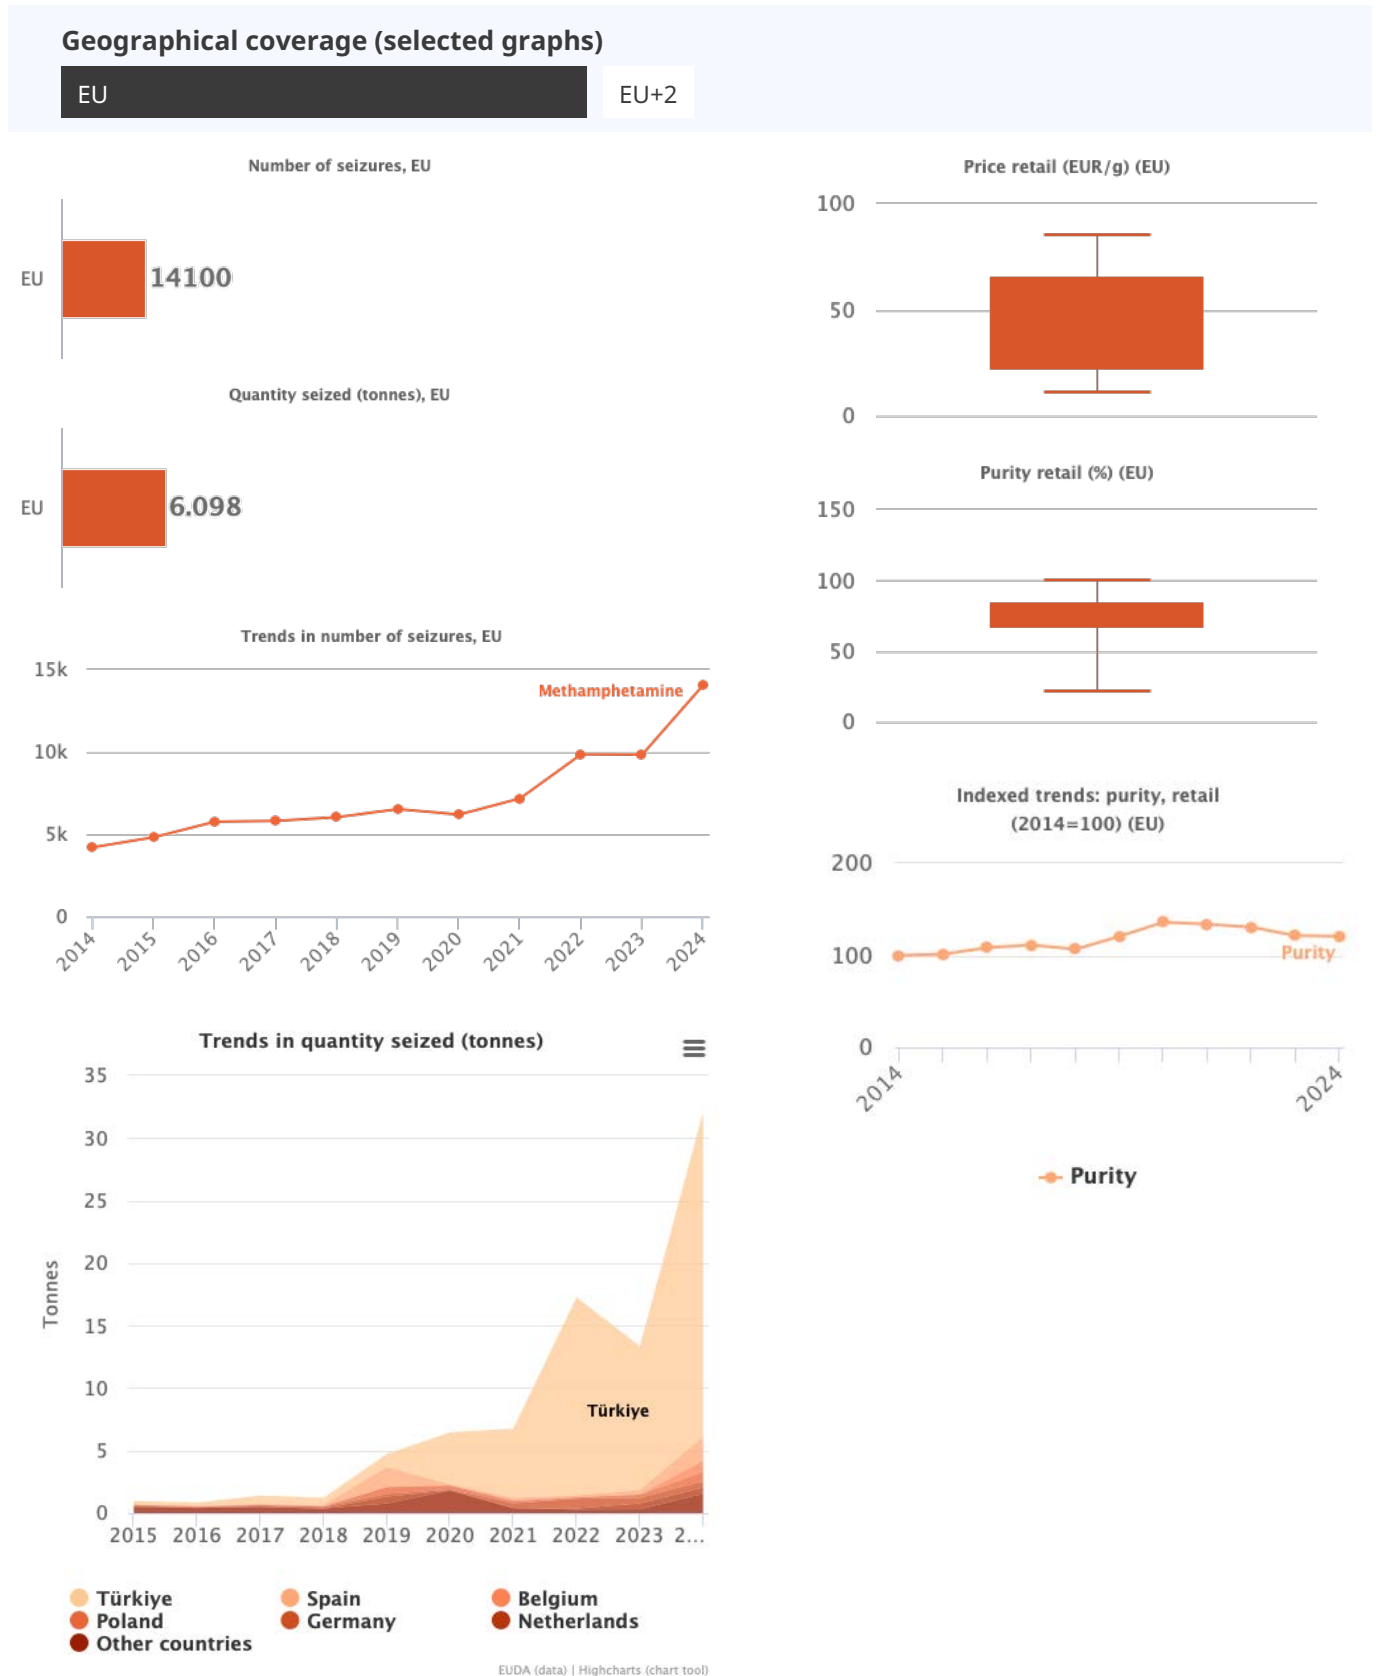 Geographical coverage (selected graphs)
EU
EU+2
Number of seizures, EU
EU
14100
Quantity seized (tonnes), EU
EU
6.098
Trends in number of seizures, EU
15k
10k
5k
0
Methamphetamine
2014
2015
2016
2017
2018
2019
2020
2021
2022
2023
2024
Trends in quantity seized (tonnes)
35
30
25
20
15
10
5
0
Tonnes
Türkiye
2015 2016 2017 2018 2019 2020 2021 2022 2023 2...
Türkiye Spain Belgium
Poland Germany Netherlands
Other countries
EUDA (data) | Highcharts (chart tool)
Price retail (EUR/g) (EU)
100
50
0
Purity retail (%) (EU)
150
100
50
0
Indexed trends: purity, retail
(2014=100) (EU)
200
100
0
Purity
2014
2024
Purity